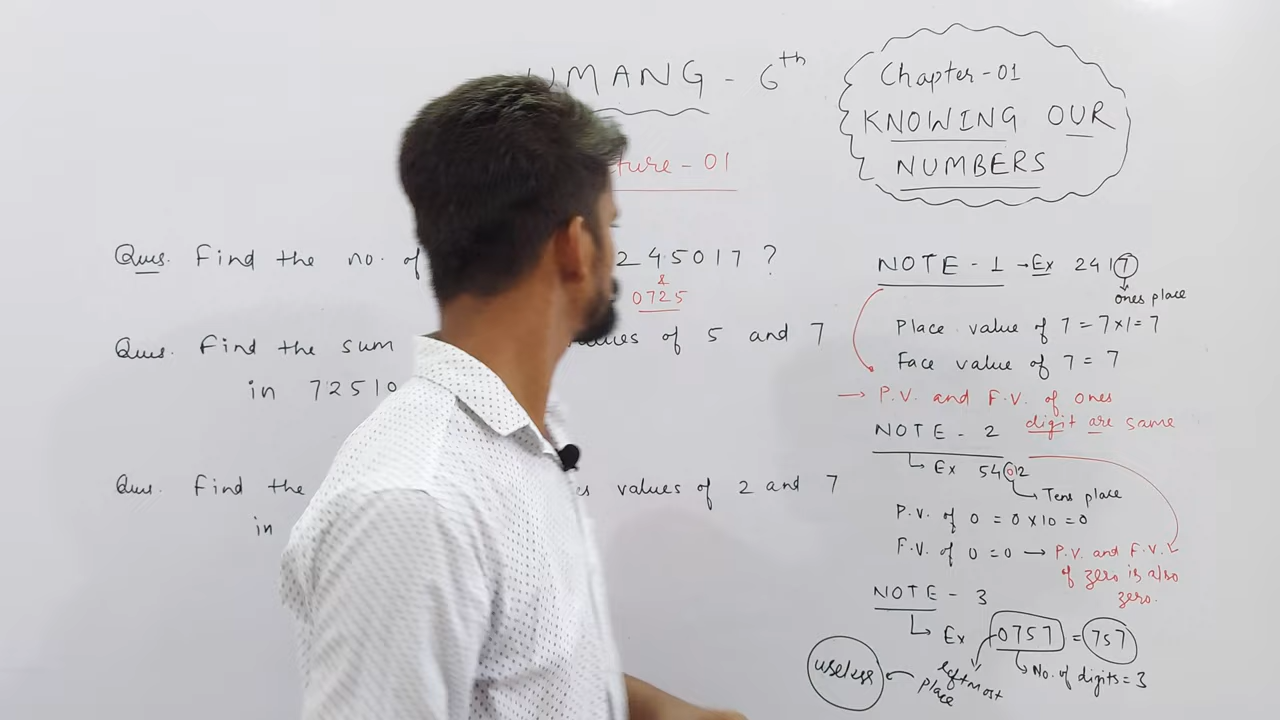 UMANG - 6th
ture - 01
Chapter - 01
KNOWING OUR
NUMBERS
Ques. Find the no. of 245017 ?
&
0725
Ques. Find the sum values of 5 and 7
in 72510
Ques. Find the values of 2 and 7
in
NOTE - 1 → Ex 2417
ones place
Place value of 7 = 7×1 = 7
Face value of 7 = 7
→ P.V. and F.V. of ones
digit are same
NOTE - 2
Ex 5402
Tens place
P.V. of 0 = 0×10 = 0
F.V. of 0 = 0 → P.V. and F.V.
of zero is also
zero.
NOTE - 3
Ex 0757 = 757
useless
leftmost
place
No. of digits = 3